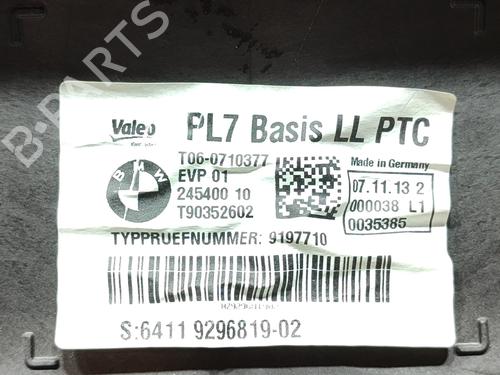 B-PARTS
Valeo
PL7 Basis LL PTC
BMW
T06-0710377
EVP 01
245400 10
T90352602
Made in Germany
07.11.13 2
000038 L1
0035385
TYPPRUEFNUMMER: 9197710
S:6411 9296819-02